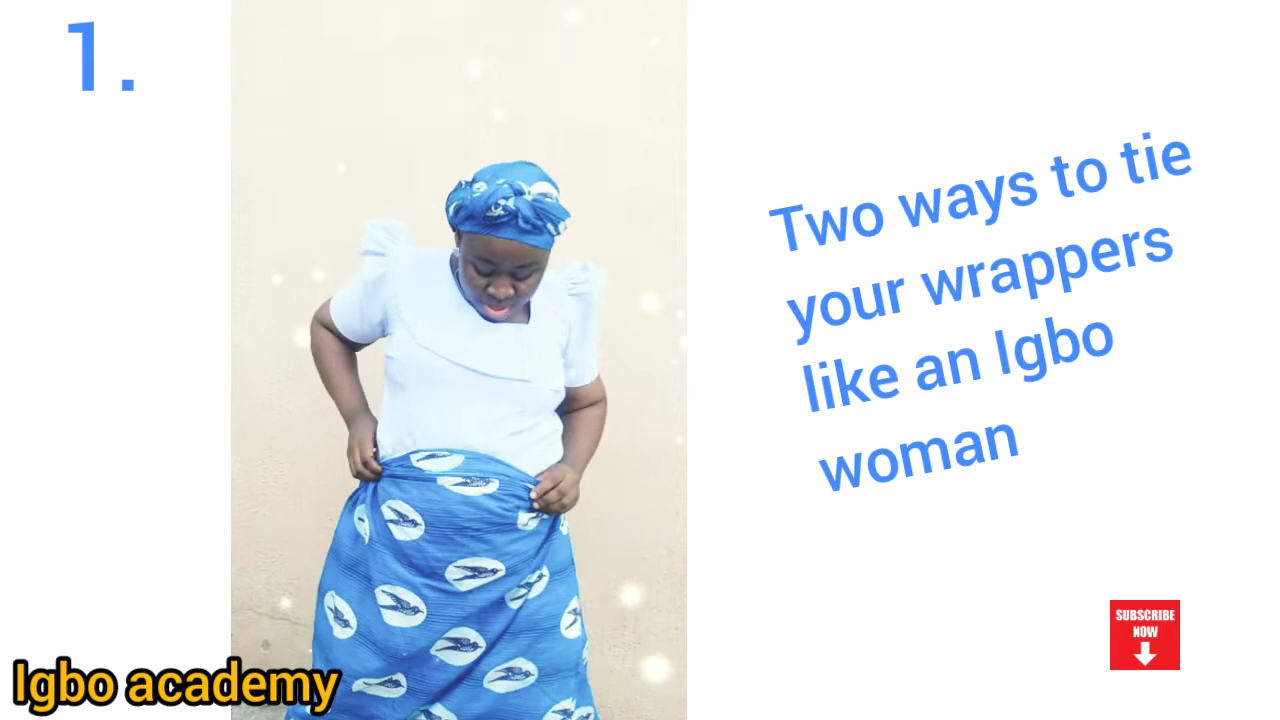 1.
Two ways to tie
your wrappers
like an Igbo
woman
SUBSCRIBE
NOW
Igbo academy